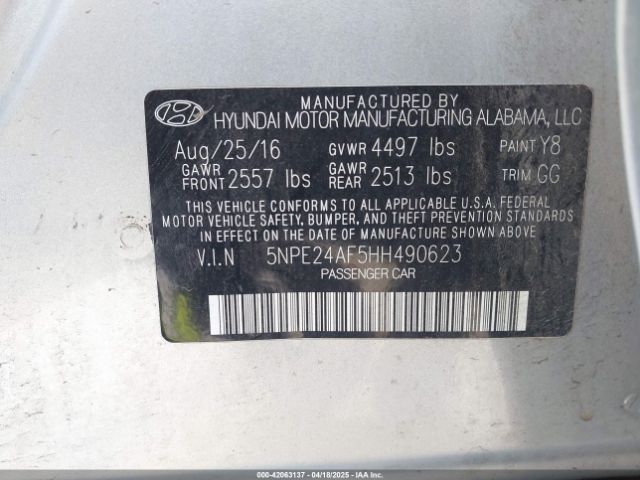 MANUFACTURED BY
HYUNDAI MOTOR MANUFACTURING ALABAMA, LLC
Aug/25/16 GVWR 4497 lbs PAINT Y8
GAWR FRONT 2557 lbs GAWR REAR 2513 lbs TRIM GG
THIS VEHICLE CONFORMS TO ALL APPLICABLE U.S.A. FEDERAL
MOTOR VEHICLE SAFETY, BUMPER, AND THEFT PREVENTION
STANDARDS IN EFFECT ON THE DATE OF MANUFACTURE SHOWN ABOVE
V.I.N 5NPE24AF5HH490623
PASSENGER CAR
000-42063137 - 04/18/2025 - IAAI.COM